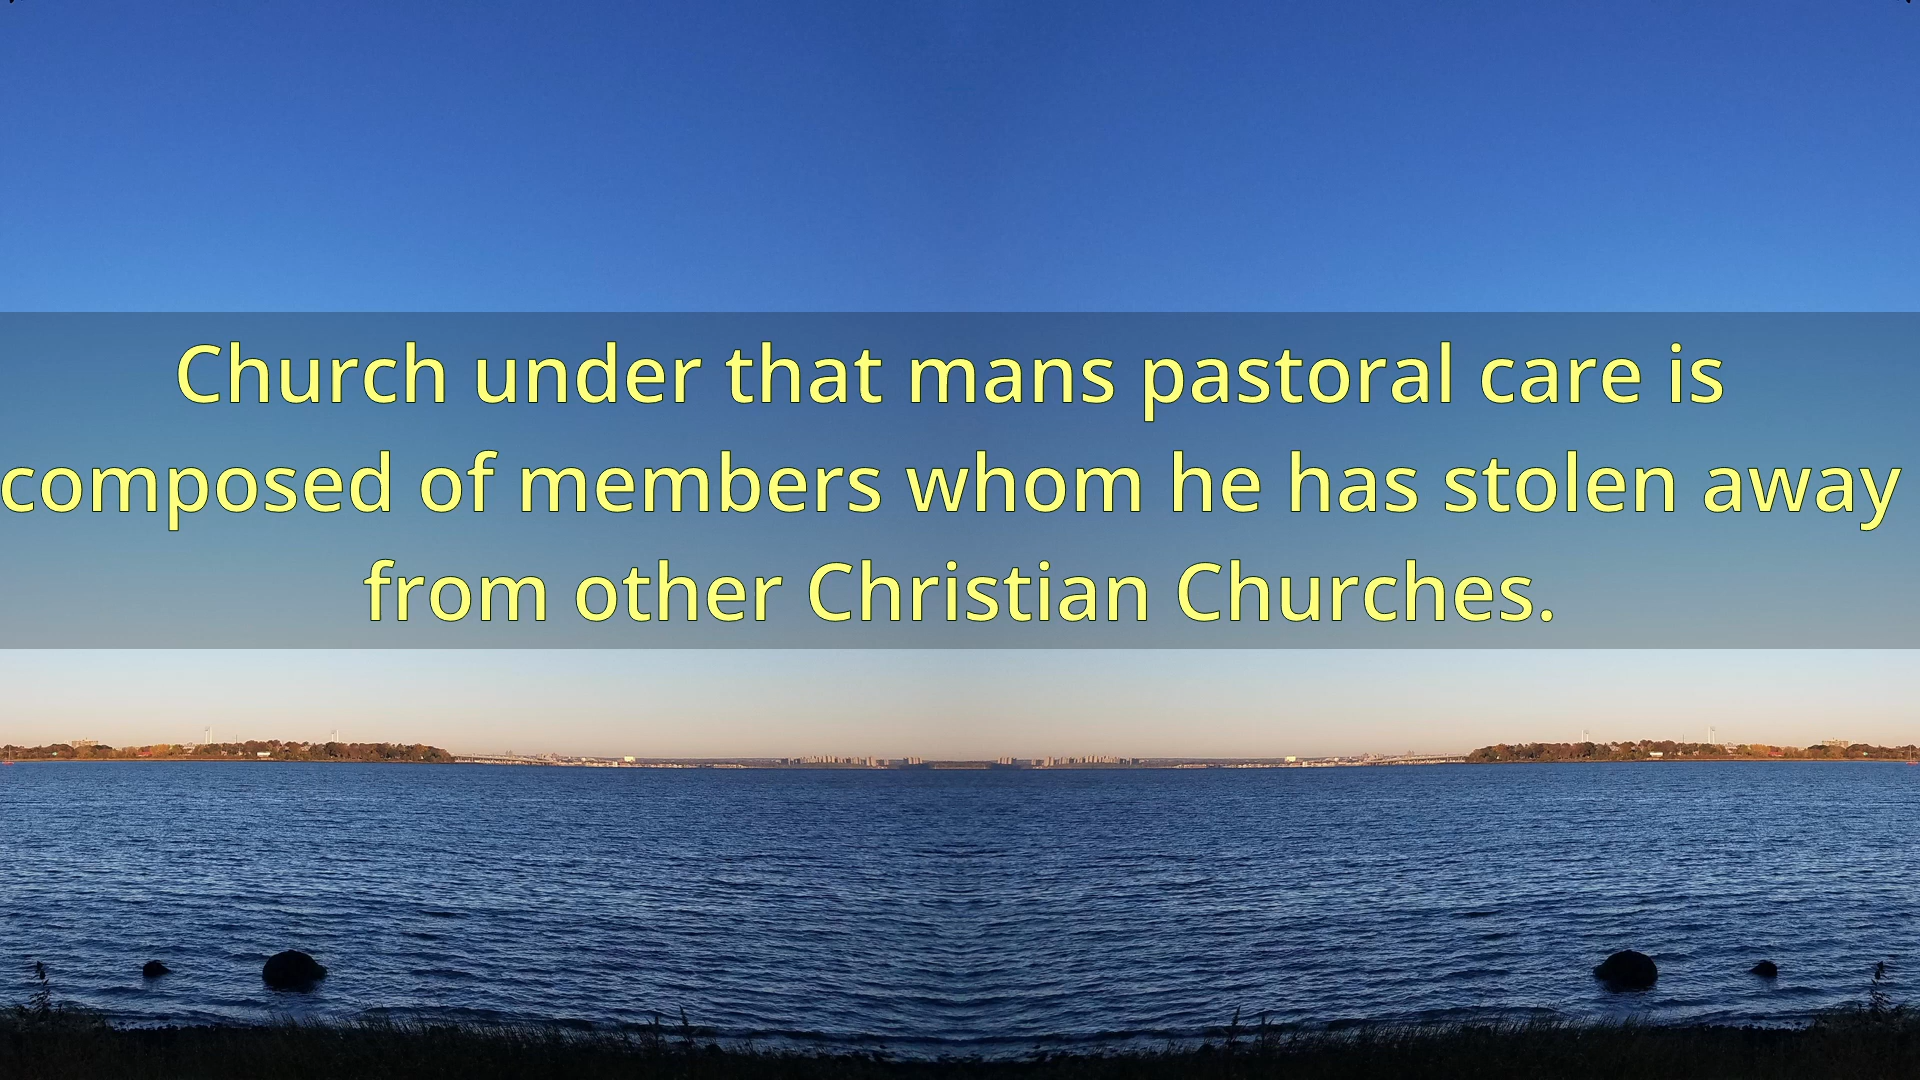 Church under that mans pastoral care is
composed of members whom he has stolen away
from other Christian Churches.